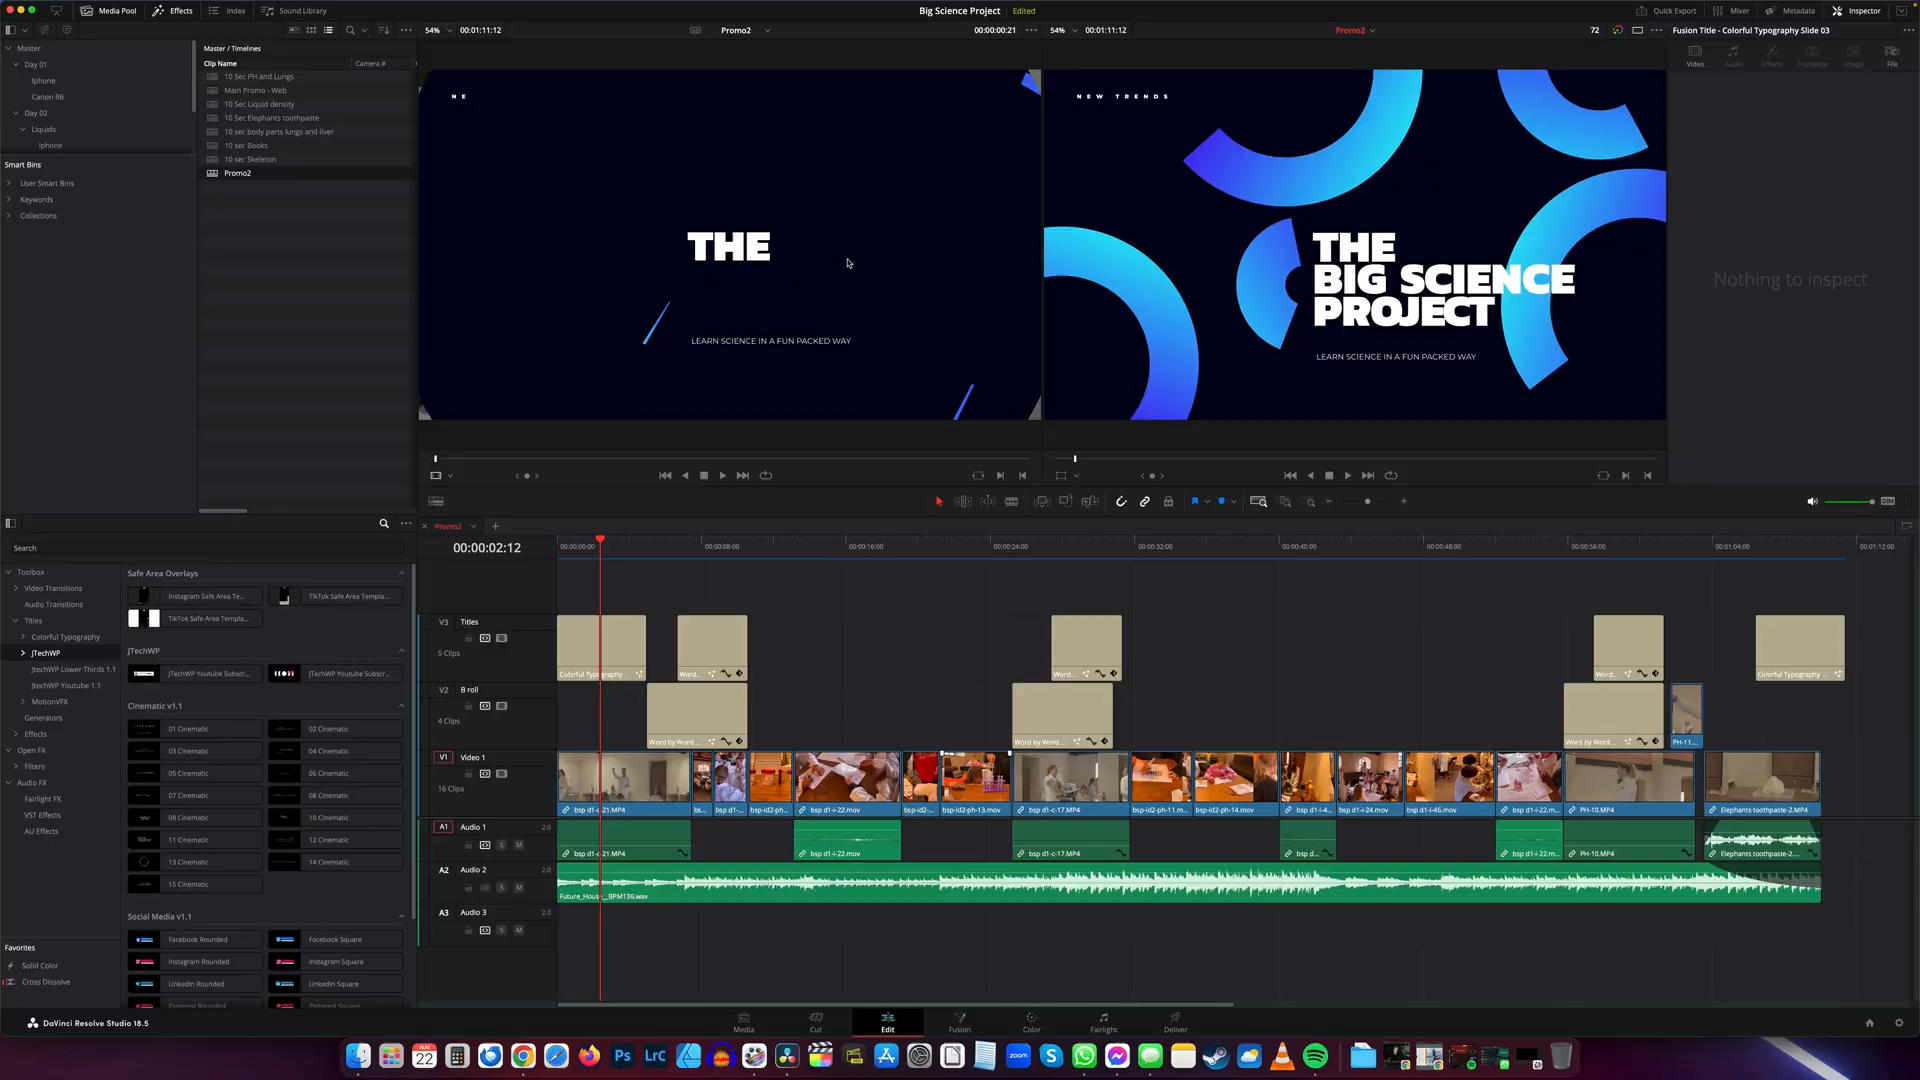 Media Pool
Effects
Index
Sound Library
Big Science Project
Edited
Quick Export
Mixer
Metadata
Inspector
54%
00:01:11:12
Promo2
00:00:00:21
54%
00:01:11:12
Promo2
72
Fusion Title - Colorful Typography Slide 03
Master
Day 01
Iphone
Canon R6
Day 02
Liquids
Iphone
Smart Bins
User Smart Bins
Keywords
Collections
Master / Timelines
Clip Name
Camera #
10 Sec PH and Lungs
Main Promo - Web
10 Sec Liquid density
10 Sec Elephants toothpaste
10 sec body parts lungs and liver
10 sec Books
10 sec Skeleton
Promo2
N E
THE
LEARN SCIENCE IN A FUN PACKED WAY
NEW TRENDS
THE
BIG SCIENCE
PROJECT
LEARN SCIENCE IN A FUN PACKED WAY
Video
Audio
Effects
Transition
Image
File
Nothing to inspect
Search
Toolbox
Video Transitions
Audio Transitions
Titles
Colorful Typography
JTechWP
JtechWP Lower Thirds 1.1
JtechWP Youtube 1.1
MotionVFX
Generators
Effects
Open FX
Filters
Audio FX
Fairlight FX
VST Effects
AU Effects
Favorites
Solid Color
Cross Dissolve
Safe Area Overlays
Instagram Safe Area Te...
TikTok Safe Area Templa...
TikTok Safe Area Templa...
JTechWP
JTechWP Youtube Subscr...
JTechWP Youtube Subscr...
Cinematic v1.1
01 Cinematic
02 Cinematic
03 Cinematic
04 Cinematic
05 Cinematic
06 Cinematic
07 Cinematic
08 Cinematic
09 Cinematic
10 Cinematic
11 Cinematic
12 Cinematic
13 Cinematic
14 Cinematic
15 Cinematic
Social Media v1.1
Facebook Rounded
Facebook Square
Instagram Rounded
Instagram Square
LinkedIn Rounded
LinkedIn Square
Pinterest Rounded
Pinterest Square
Promo2
00:00:02:12
00:00:00:00
00:00:08:00
00:00:16:00
00:00:24:00
00:00:32:00
00:00:40:00
00:00:48:00
00:00:56:00
00:01:04:00
00:01:12:00
V3
Titles
5 Clips
Colorful Typography
Word...
Word...
Word...
Colorful Typography ...
V2
B roll
4 Clips
Word by Word...
Word by Word...
Word by Word...
PH-11...
V1
Video 1
16 Clips
bsp d1-c-21.MP4
bs...
bsp d1-...
bsp-id2-ph...
bsp d1-i-22.mov
bsp-id2-...
bsp-id2-ph-13.mov
bsp d1-c-17.MP4
bsp-id2-ph-11.m...
bsp-id2-ph-14.mov
bsp d1-i-4...
bsp d1-i-24.mov
bsp d1-i-46.mov
bsp d1-i-22.m...
PH-10.MP4
Elephants toothpaste-2.MP4
A1
Audio 1
2.0
S
M
bsp d1-c-21.MP4
bsp d1-i-22.mov
bsp d1-c-17.MP4
bsp d...
bsp d1-i-22.m...
PH-10.MP4
Elephants toothpaste-2....
A2
Audio 2
2.0
S
M
Future_House__BPM136.wav
A3
Audio 3
2.0
S
M
DIM
DaVinci Resolve Studio 18.5
Media
Cut
Edit
Fusion
Color
Fairlight
Deliver
AUG
22
Ps
LrC
zoom